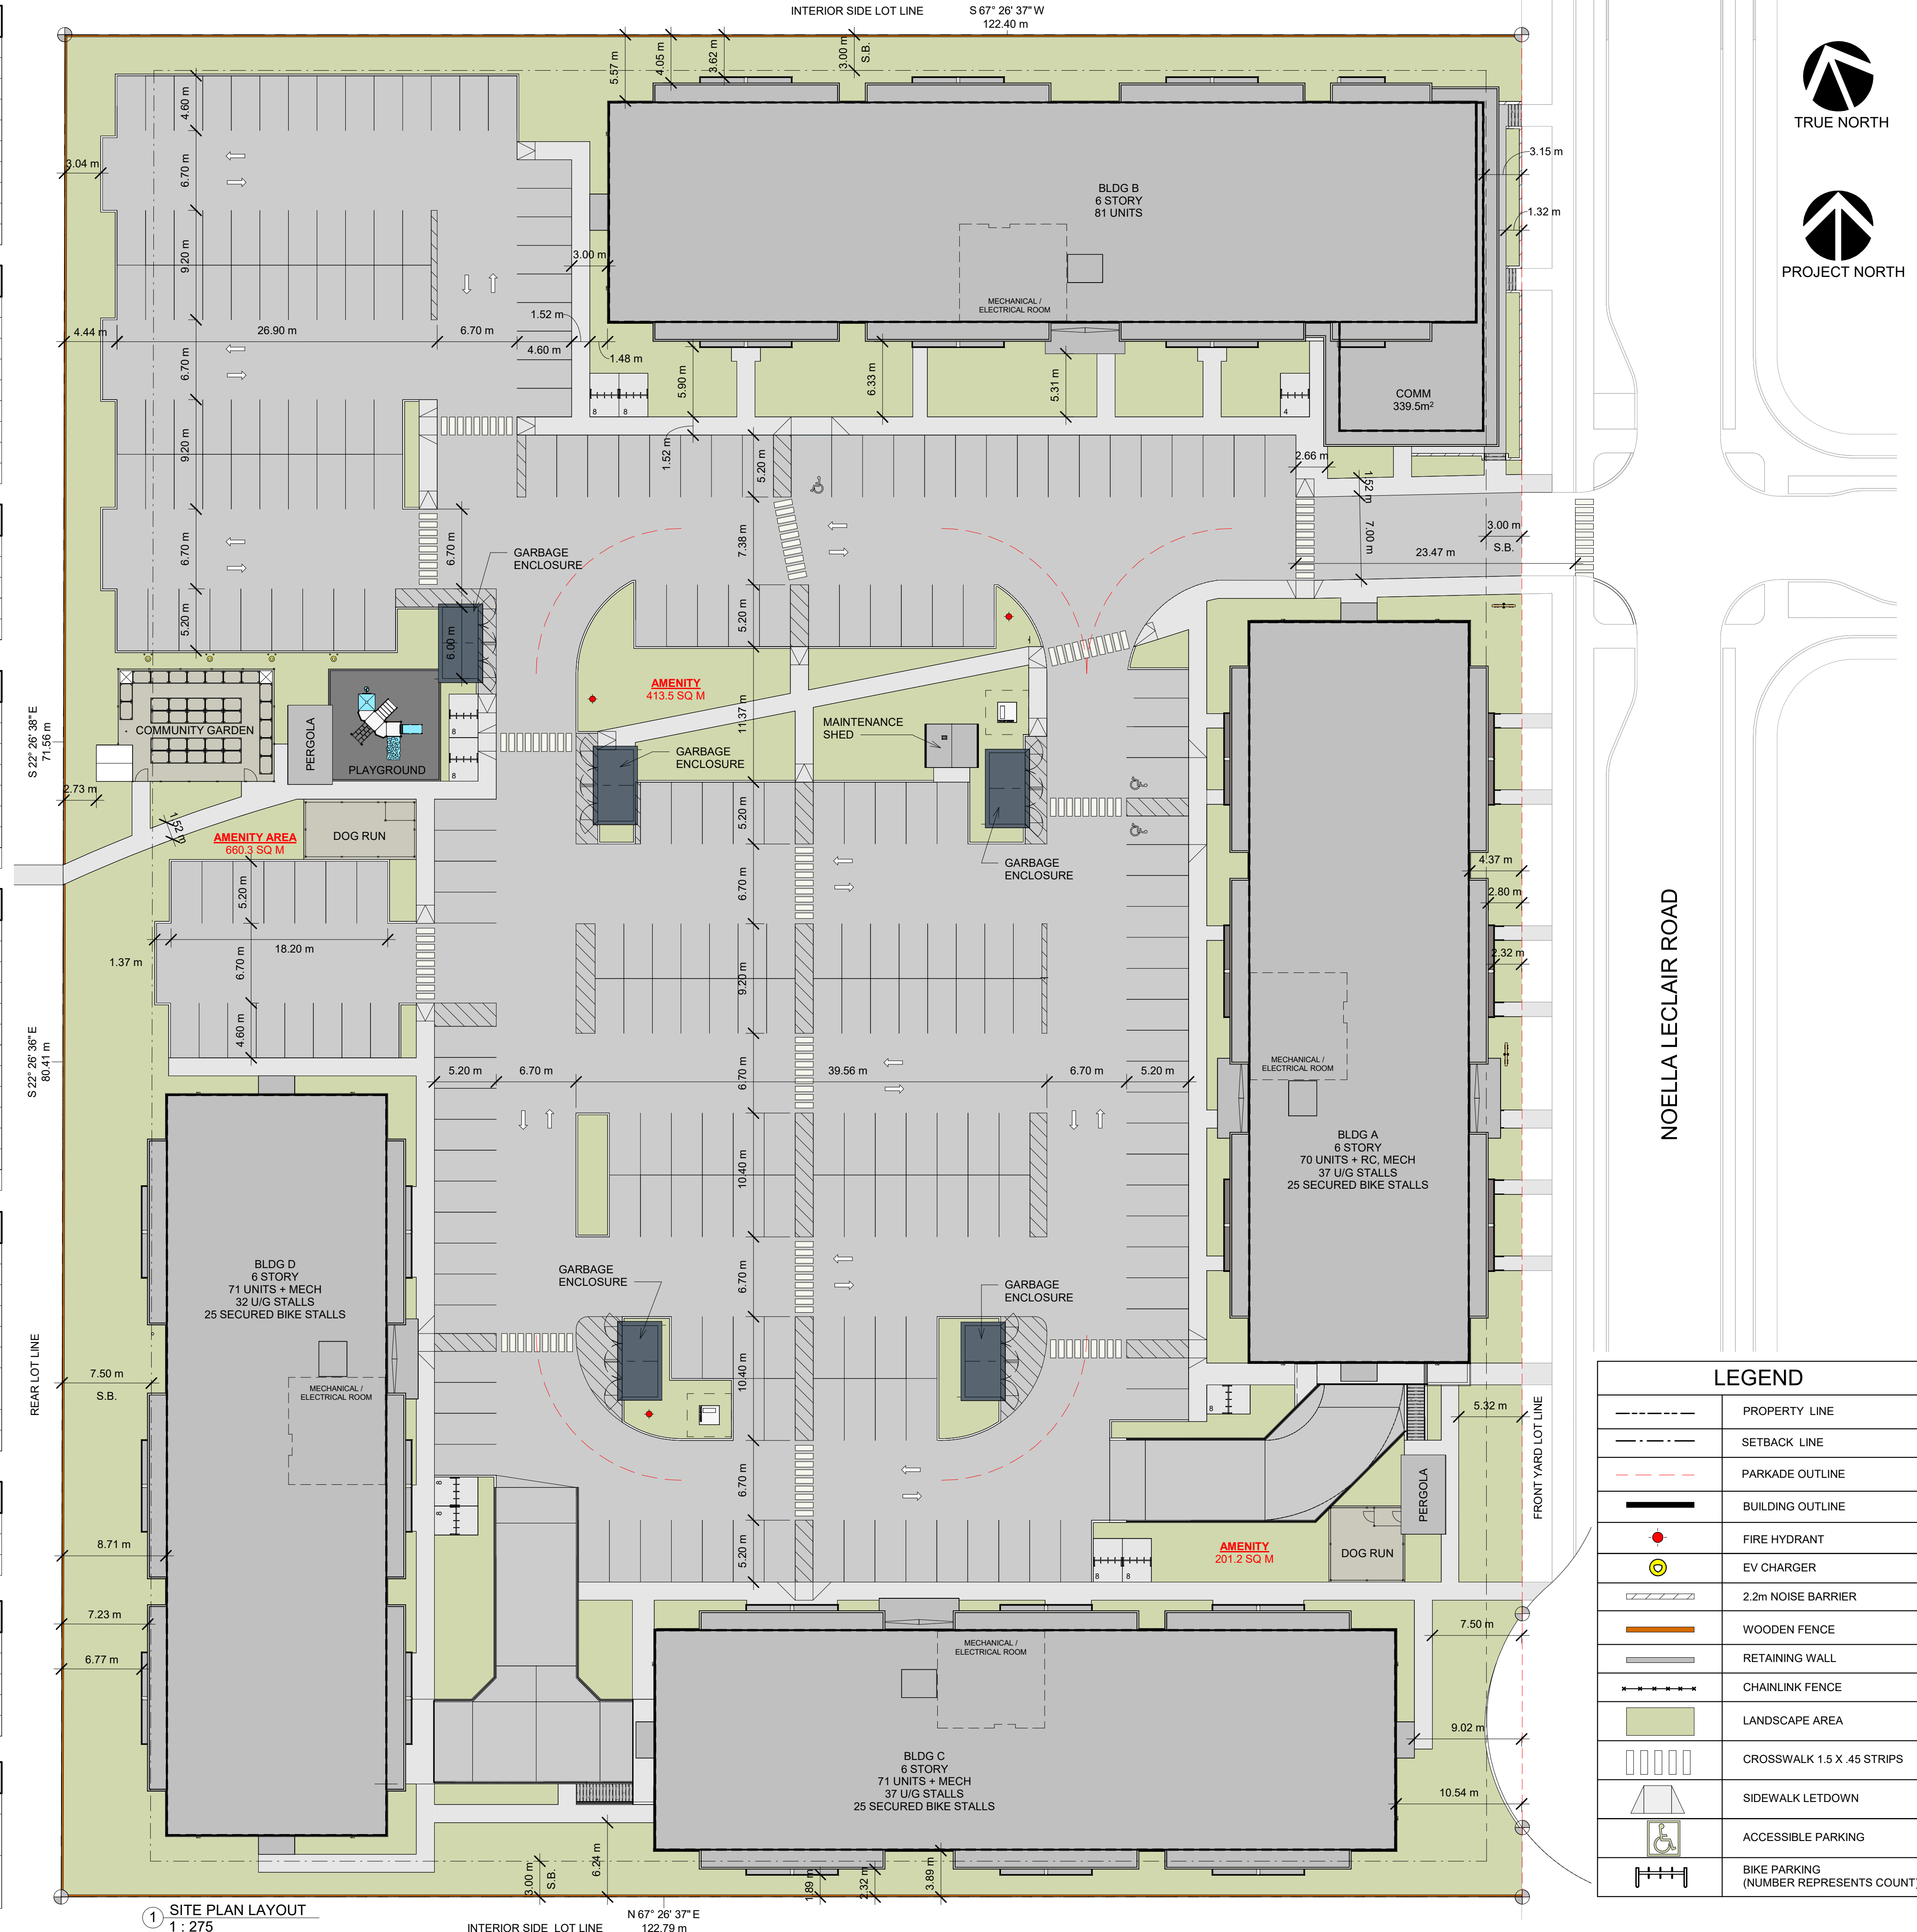 INTERIOR SIDE LOT LINE
S 67° 26' 37" W
122.40 m
TRUE NORTH
PROJECT NORTH
5.57 m
4.05 m
3.62 m
3.00 m
S.B.
4.60 m
3.04 m
6.70 m
9.20 m
3.15 m
1.32 m
BLDG B
6 STORY
81 UNITS
3.00 m
MECHANICAL /
ELECTRICAL ROOM
4.44 m
26.90 m
6.70 m
1.52 m
4.60 m
1.48 m
6.70 m
5.90 m
6.33 m
5.31 m
8
8
4
COMM
339.5m²
9.20 m
1.52 m
5.20 m
2.66 m
1.52 m
7.00 m
3.00 m
S.B.
23.47 m
6.70 m
6.70 m
7.38 m
GARBAGE
ENCLOSURE
5.20 m
6.00 m
5.20 m
AMENITY
413.5 SQ M
11.37 m
S 22° 26' 38" E
71.56 m
COMMUNITY GARDEN
PERGOLA
PLAYGROUND
8
8
MAINTENANCE
SHED
GARBAGE
ENCLOSURE
2.73 m
1.52 m
AMENITY AREA
660.3 SQ M
DOG RUN
5.20 m
GARBAGE
ENCLOSURE
4.37 m
2.80 m
2.32 m
5.20 m
18.20 m
1.37 m
6.70 m
4.60 m
6.70 m
9.20 m
NOELLA LECLAIR ROAD
S 22° 26' 36" E
80.41 m
5.20 m
6.70 m
6.70 m
39.56 m
6.70 m
5.20 m
MECHANICAL /
ELECTRICAL ROOM
BLDG A
6 STORY
70 UNITS + RC, MECH
37 U/G STALLS
25 SECURED BIKE STALLS
10.40 m
BLDG D
6 STORY
71 UNITS + MECH
32 U/G STALLS
25 SECURED BIKE STALLS
GARBAGE
ENCLOSURE
6.70 m
GARBAGE
ENCLOSURE
REAR LOT LINE
7.50 m
S.B.
MECHANICAL /
ELECTRICAL ROOM
10.40 m
8
5.32 m
FRONT YARD LOT LINE
8
8
6.70 m
PERGOLA
8.71 m
5.20 m
8
8
AMENITY
201.2 SQ M
DOG RUN
7.23 m
6.77 m
MECHANICAL /
ELECTRICAL ROOM
7.50 m
9.02 m
BLDG C
6 STORY
71 UNITS + MECH
37 U/G STALLS
25 SECURED BIKE STALLS
10.54 m
3.00 m
S.B.
6.24 m
1.89 m
2.32 m
3.89 m
LEGEND
PROPERTY LINE
SETBACK LINE
PARKADE OUTLINE
BUILDING OUTLINE
FIRE HYDRANT
EV CHARGER
2.2m NOISE BARRIER
WOODEN FENCE
RETAINING WALL
CHAINLINK FENCE
LANDSCAPE AREA
CROSSWALK 1.5 X .45 STRIPS
SIDEWALK LETDOWN
ACCESSIBLE PARKING
BIKE PARKING
(NUMBER REPRESENTS COUNT)
1
SITE PLAN LAYOUT
1 : 275
INTERIOR SIDE LOT LINE
N 67° 26' 37" E
122.79 m